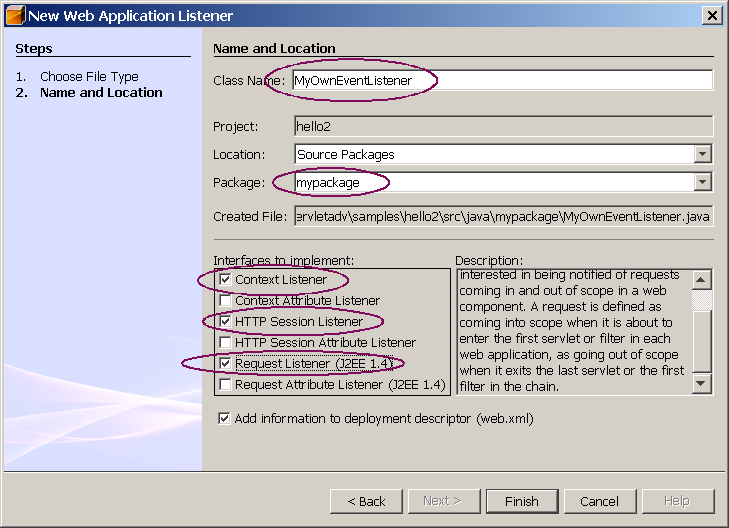 New Web Application Listener
Steps
1. Choose File Type
2. Name and Location
Name and Location
Class Name: MyOwnEventListener
Project: hello2
Location: Source Packages
Package: mypackage
Created File: ervletadv\samples\hello2\src\java\mypackage\MyOwnEventListener.java
Interfaces to implement:
Context Listener
Context Attribute Listener
HTTP Session Listener
HTTP Session Attribute Listener
Request Listener (J2EE 1.4)
Request Attribute Listener (J2EE 1.4)
Description:
interested in being notified of requests
coming in and out of scope in a web
component. A request is defined as
coming into scope when it is about to
enter the first servlet or filter in each
web application, as going out of scope
when it exits the last servlet or the first
filter in the chain.
Add information to deployment descriptor (web.xml)
< Back
Next >
Finish
Cancel
Help